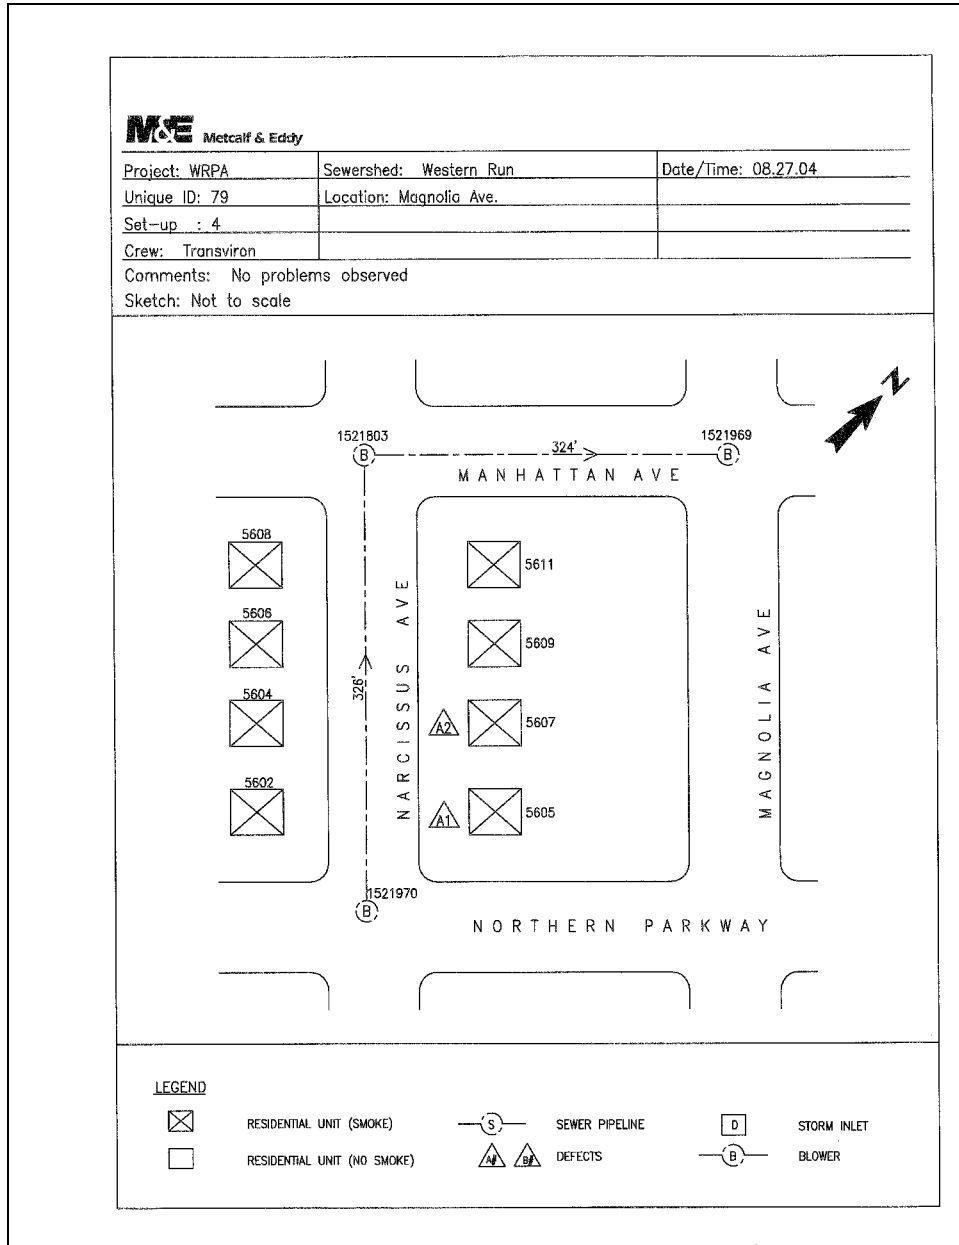 M&E Metcalf & Eddy
Project: WRPA Sewershed: Western Run Date/Time: 08.27.04
Unique ID: 79 Location: Magnolia Ave.
Set-up : 4
Crew: Transviron
Comments: No problems observed
Sketch: Not to scale
N
1521803 324' 1521969
B B
MANHATTAN AVE
5608
5611
5606
5609
326'
NARCISSUS AVE
MAGNOLIA AVE
5604
A2 5607
5602
A1 5605
1521970
B
NORTHERN PARKWAY
LEGEND
RESIDENTIAL UNIT (SMOKE) S SEWER PIPELINE D STORM INLET
RESIDENTIAL UNIT (NO SMOKE) A# B# DEFECTS B BLOWER